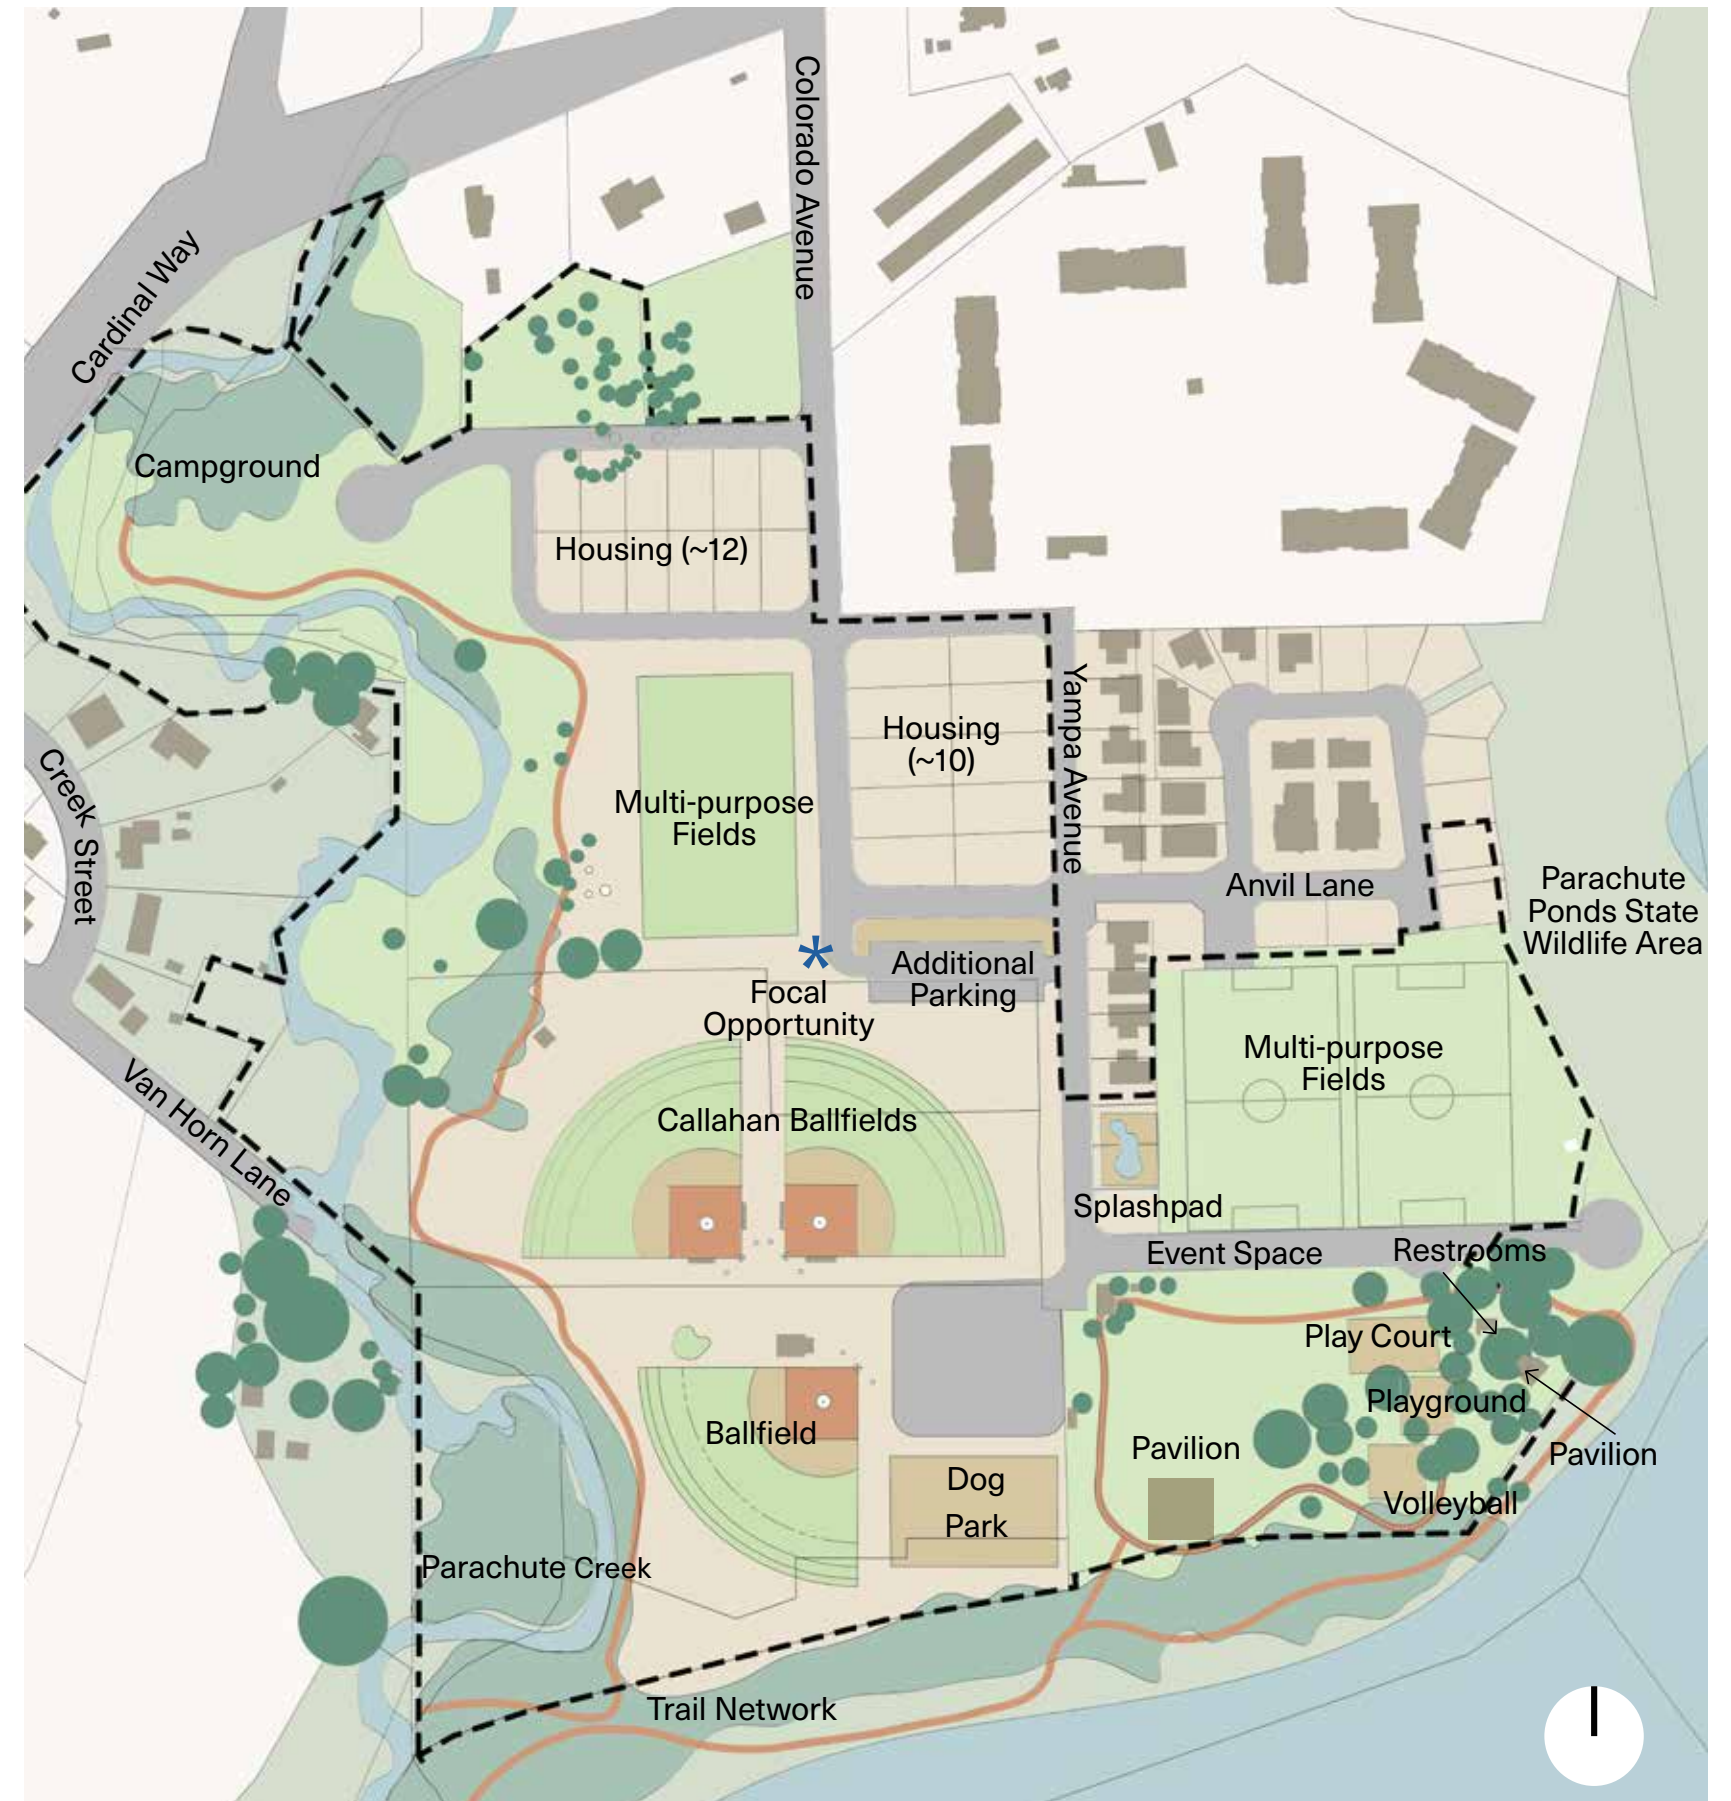 Colorado Avenue
Cardinal Way
Campground
Housing (~12)
Housing
(~10)
Yampa Avenue
Creek Street
Multi-purpose
Fields
Anvil Lane
Parachute
Ponds State
Wildlife Area
*
Focal
Opportunity
Additional
Parking
Multi-purpose
Fields
Van Horn Lane
Callahan Ballfields
Splashpad
Event Space
Restrooms
Play Court
Playground
Ballfield
Pavilion
Pavilion
Dog
Park
Volleyball
Parachute Creek
Trail Network